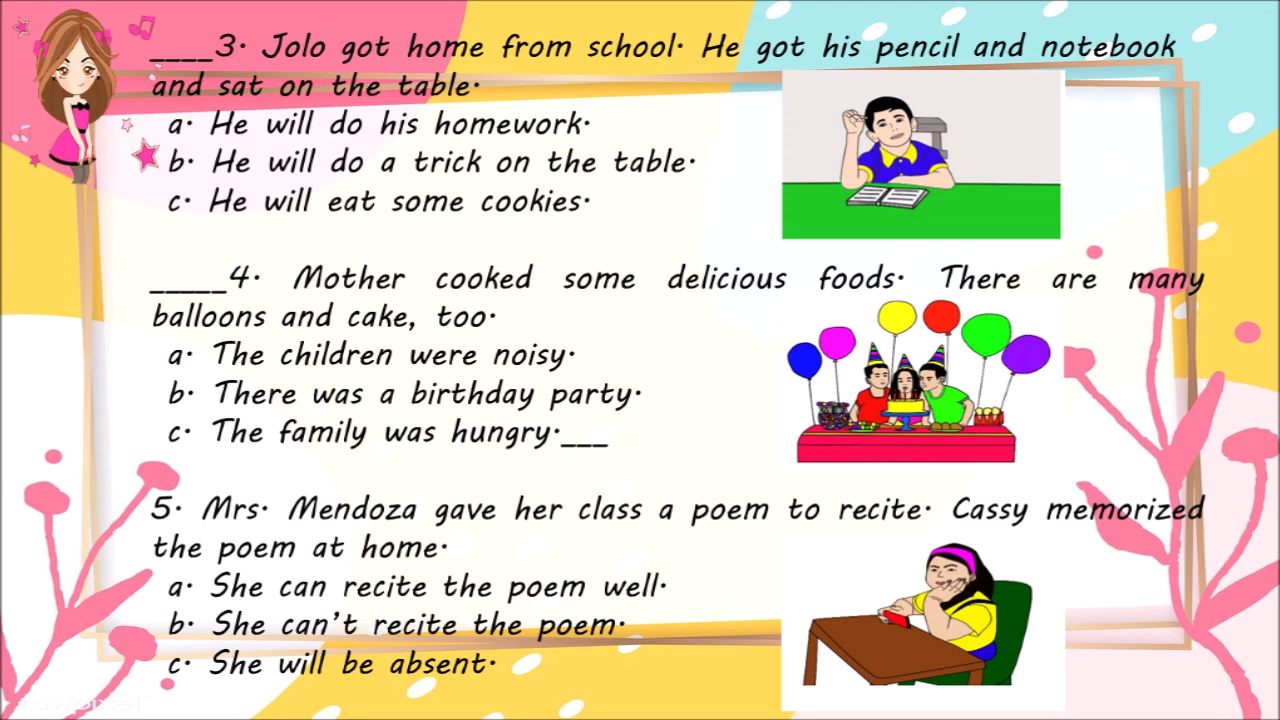 ____3. Jolo got home from school. He got his pencil and notebook
and sat on the table.
a. He will do his homework.
b. He will do a trick on the table.
c. He will eat some cookies.
_____4. Mother cooked some delicious foods. There are many
balloons and cake, too.
a. The children were noisy.
b. There was a birthday party.
c. The family was hungry.___
5. Mrs. Mendoza gave her class a poem to recite. Cassy memorized
the poem at home.
a. She can recite the poem well.
b. She can't recite the poem.
c. She will be absent.